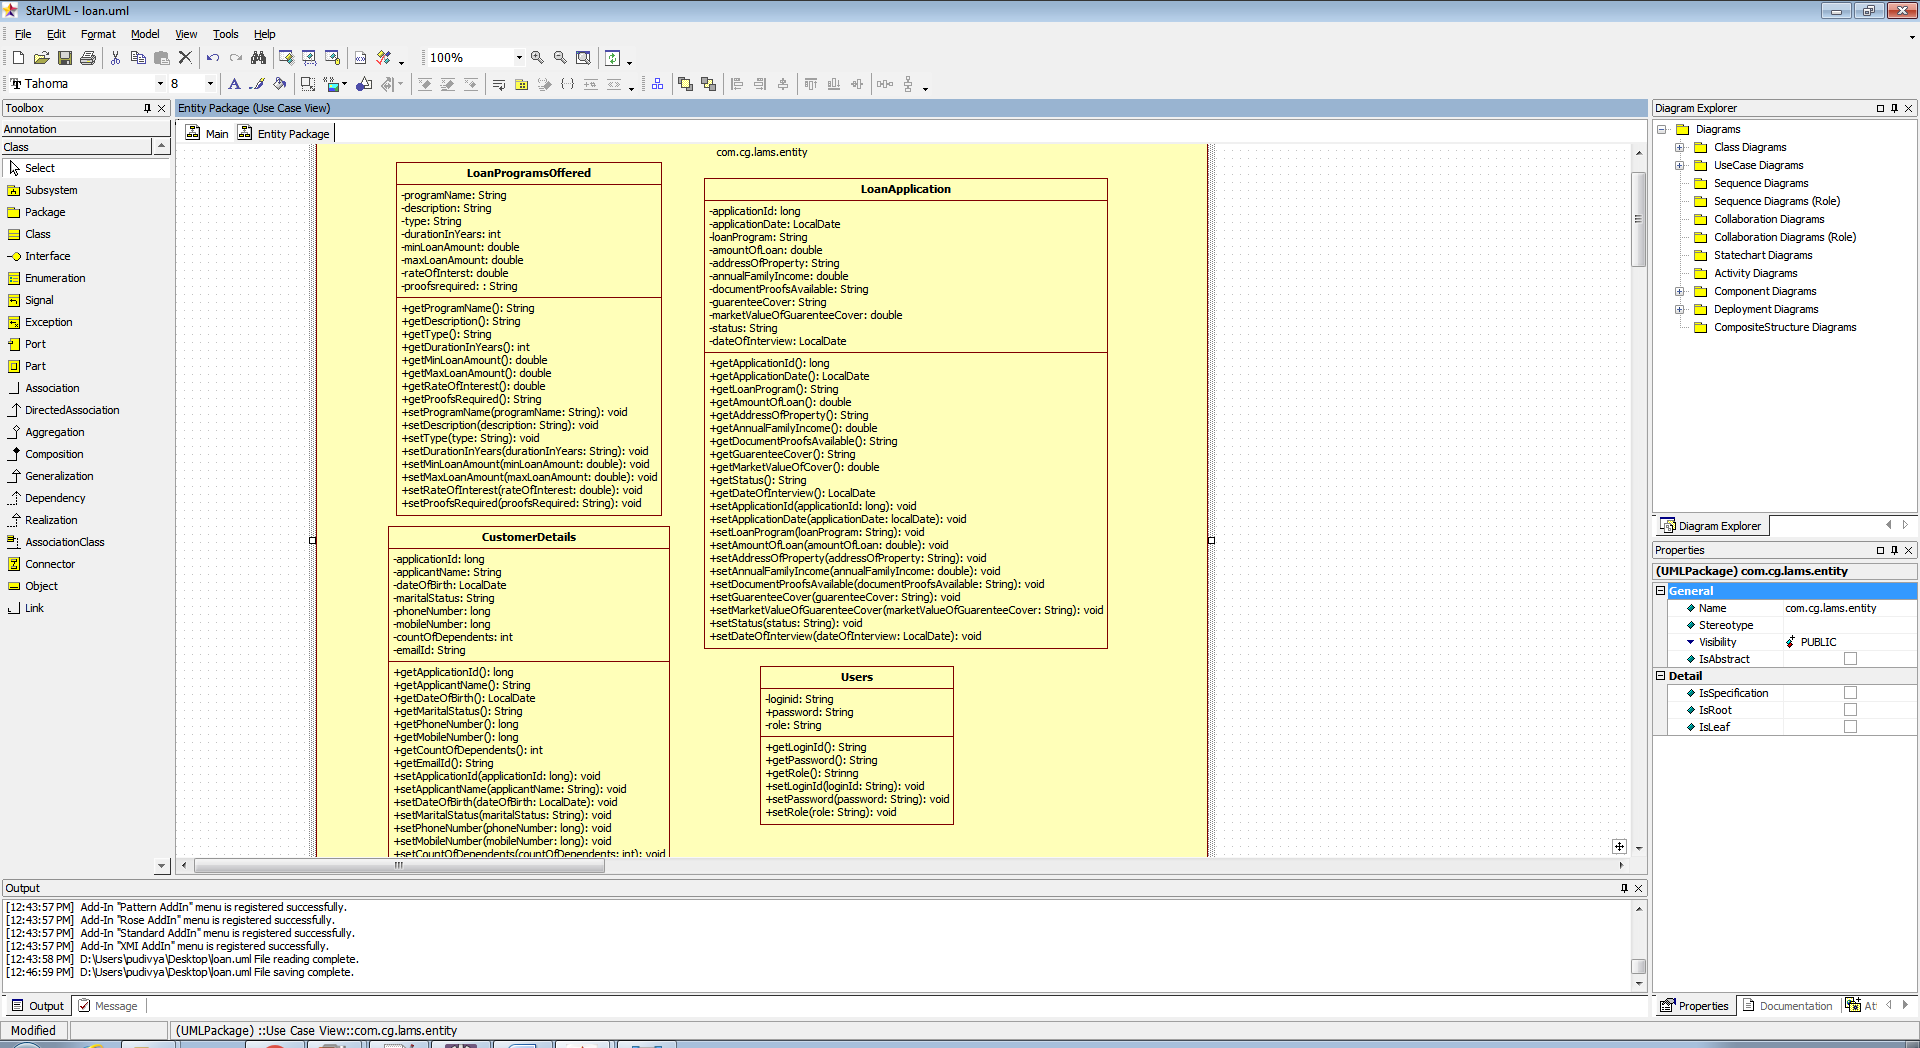 StarUML - loan.uml
File Edit Format Model View Tools Help
100%
Tahoma 8
Toolbox
Annotation
Class
Select
Subsystem
Package
Class
Interface
Enumeration
Signal
Exception
Port
Part
Association
DirectedAssociation
Aggregation
Composition
Generalization
Dependency
Realization
AssociationClass
Connector
Object
Link
Entity Package (Use Case View)
Main Entity Package
com.cg.lams.entity
LoanProgramsOffered
-programName: String
-description: String
-type: String
-durationInYears: int
-minLoanAmount: double
-maxLoanAmount: double
-rateOfInterst: double
-proofsrequired: : String
+getProgramName(): String
+getDescription(): String
+getType(): String
+getDurationInYears(): int
+getMinLoanAmount(): double
+getMaxLoanAmount(): double
+getRateOfInterest(): double
+getProofsRequired(): String
+setProgramName(programName: String): void
+setDescription(description: String): void
+setType(type: String): void
+setDurationInYears(durationInYears: String): void
+setMinLoanAmount(minLoanAmount: double): void
+setMaxLoanAmount(maxLoanAmount: double): void
+setRateOfInterest(rateOfInterest: double): void
+setProofsRequired(proofsRequired: String): void
CustomerDetails
-applicationId: long
-applicantName: String
-dateOfBirth: LocalDate
-maritalStatus: String
-phoneNumber: long
-mobileNumber: long
-countOfDependents: int
-emailId: String
+getApplicationId(): long
+getApplicantName(): String
+getDateOfBirth(): LocalDate
+getMaritalStatus(): String
+getPhoneNumber(): long
+getMobileNumber(): long
+getCountOfDependents(): int
+getEmailId(): String
+setApplicationId(applicationId: long): void
+setApplicantName(applicantName: String): void
+setDateOfBirth(dateOfBirth: LocalDate): void
+setMaritalStatus(maritalStatus: String): void
+setPhoneNumber(phoneNumber: long): void
+setMobileNumber(mobileNumber: long): void
+setCountOfDependents(countOfDependents: int): void
LoanApplication
-applicationId: long
-applicationDate: LocalDate
-loanProgram: String
-amountOfLoan: double
-addressOfProperty: String
-annualFamilyIncome: double
-documentProofsAvailable: String
-guarenteeCover: String
-marketValueOfGuarenteeCover: double
-status: String
-dateOfInterview: LocalDate
+getApplicationId(): long
+getApplicationDate(): LocalDate
+getLoanProgram(): String
+getAmountOfLoan(): double
+getAddressOfProperty(): String
+getAnnualFamilyIncome(): double
+getDocumentProofsAvailable(): String
+getGuarenteeCover(): String
+getMarketValueOfCover(): double
+getStatus(): String
+getDateOfInterview(): LocalDate
+setApplicationId(applicationId: long): void
+setApplicationDate(applicationDate: localDate): void
+setLoanProgram(loanProgram: String): void
+setAmountOfLoan(amountOfLoan: double): void
+setAddressOfProperty(addressOfProperty: String): void
+setAnnualFamilyIncome(annualFamilyIncome: double): void
+setDocumentProofsAvailable(documentProofsAvailable: String): void
+setGuarenteeCover(guarenteeCover: String): void
+setMarketValueOfGuarenteeCover(marketValueOfGuarenteeCover: String): void
+setStatus(status: String): void
+setDateOfInterview(dateOfInterview: LocalDate): void
Users
-loginid: String
+password: String
-role: String
+getLoginId(): String
+getPassword(): String
+getRole(): Strinng
+setLoginId(loginId: String): void
+setPassword(password: String): void
+setRole(role: String): void
Diagram Explorer
Diagrams
Class Diagrams
UseCase Diagrams
Sequence Diagrams
Sequence Diagrams (Role)
Collaboration Diagrams
Collaboration Diagrams (Role)
Statechart Diagrams
Activity Diagrams
Component Diagrams
Deployment Diagrams
CompositeStructure Diagrams
Diagram Explorer
Properties
(UMLPackage) com.cg.lams.entity
General
Name com.cg.lams.entity
Stereotype
Visibility PUBLIC
IsAbstract
Detail
IsSpecification
IsRoot
IsLeaf
Properties Documentation At
Output
[12:43:57 PM] Add-In "Pattern AddIn" menu is registered successfully.
[12:43:57 PM] Add-In "Rose AddIn" menu is registered successfully.
[12:43:57 PM] Add-In "Standard AddIn" menu is registered successfully.
[12:43:57 PM] Add-In "XMI AddIn" menu is registered successfully.
[12:43:58 PM] D:\Users\pudivya\Desktop\loan.uml File reading complete.
[12:46:59 PM] D:\Users\pudivya\Desktop\loan.uml File saving complete.
Output Message
Modified (UMLPackage) ::Use Case View::com.cg.lams.entity